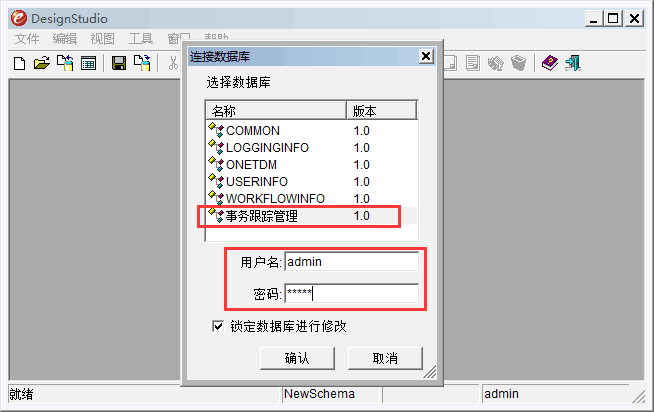 DesignStudio
文件 编辑 视图 工具 窗口 帮助
连接数据库
选择数据库
名称 版本
COMMON 1.0
LOGGINGINFO 1.0
ONETDM 1.0
USERINFO 1.0
WORKFLOWINFO 1.0
事务跟踪管理 1.0
用户名: admin
密码: *****
锁定数据库进行修改
确认 取消
就绪 NewSchema admin